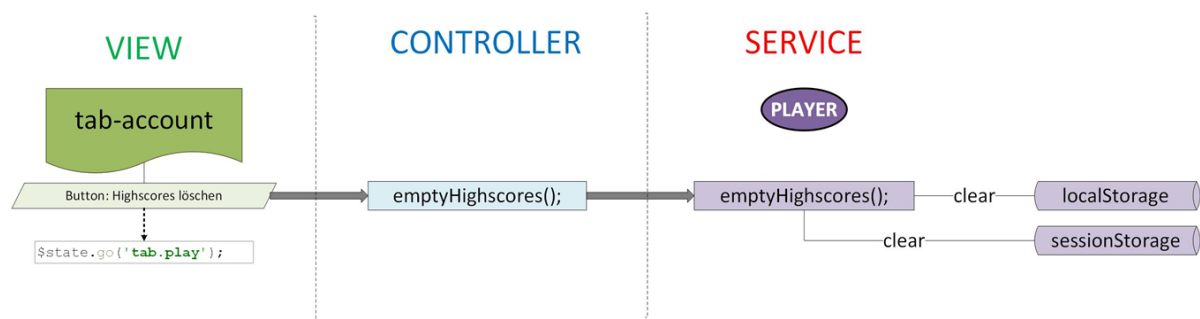 VIEW
CONTROLLER
SERVICE
tab-account
PLAYER
Button: Highscores löschen
emptyHighscores();
emptyHighscores();
clear
localStorage
$state.go('tab.play');
clear
sessionStorage